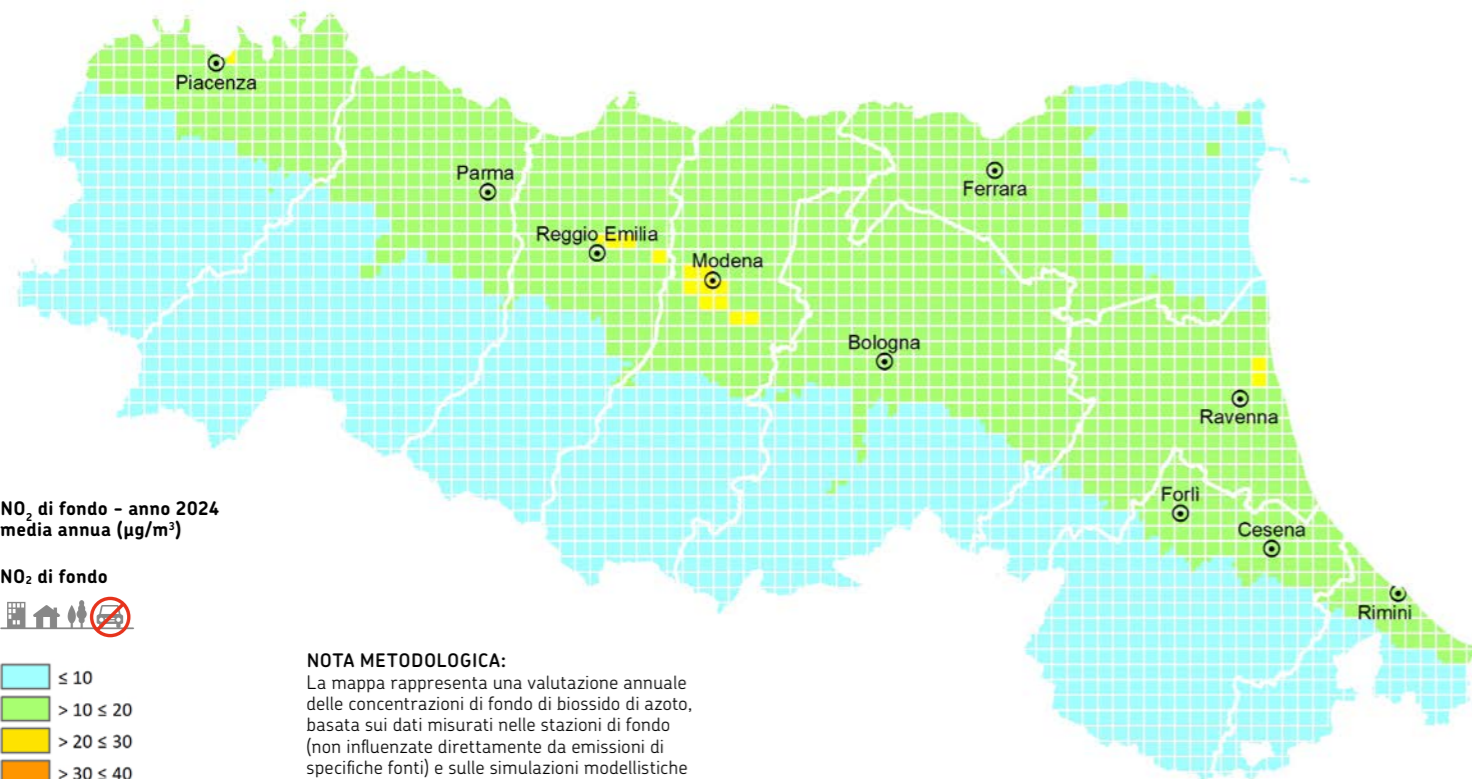 Piacenza
Parma
Ferrara
Reggio Emilia
Modena
Bologna
Ravenna
Forlì
Cesena
Rimini
NO₂ di fondo - anno 2024
media annua (µg/m³)
NO₂ di fondo
≤ 10
> 10 ≤ 20
> 20 ≤ 30
> 30 ≤ 40
NOTA METODOLOGICA:
La mappa rappresenta una valutazione annuale
delle concentrazioni di fondo di biossido di azoto,
basata sui dati misurati nelle stazioni di fondo
(non influenzate direttamente da emissioni di
specifiche fonti) e sulle simulazioni modellistiche